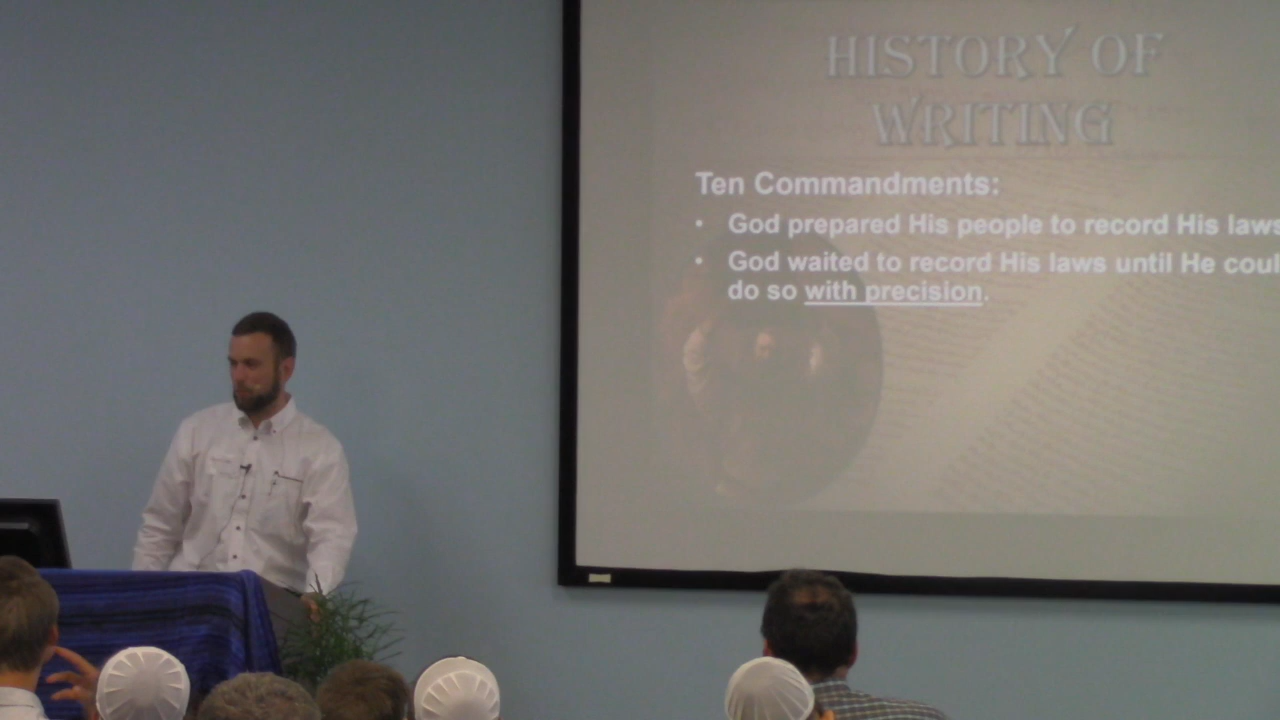 HISTORY OF
WRITING
Ten Commandments:
• God prepared His people to record His laws
• God waited to record His laws until He coul
do so with precision.